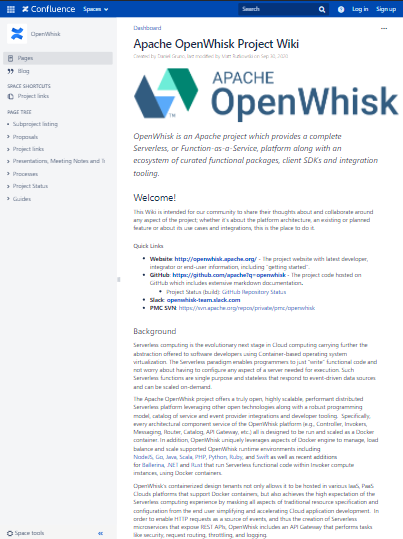 Confluence Spaces Search Log in Sign up
OpenWhisk
Pages
Blog
SPACE SHORTCUTS
Project links
PAGE TREE
Subproject listing
Proposals
Project links
Presentations, Meeting Notes and
Processes
Project Status
Guides
Space tools
Dashboard
Apache OpenWhisk Project Wiki
Created by Daniel Gruno, last modified by Matt Rutkowski on Sep 30, 2020
APACHE
OpenWhisk
TM
OpenWhisk is an Apache project which provides a complete
Serverless, or Function-as-a-Service, platform along with an
ecosystem of curated functional packages, client SDKs and integration
tooling.
Welcome!
This Wiki is intended for our community to share their thoughts about and collaborate around
any aspect of the project; whether it's about the platform architecture, an existing or planned
feature or about its use cases and integrations, this is the place to do it.
Quick Links
Website: http://openwhisk.apache.org/ - The project website with latest developer,
integrator or end-user information, including "getting started".
GitHub: https://github.com/apache?q=openwhisk - The project code hosted on
GitHub which includes extensive markdown documentation.
Project Status (build): GitHub Repository Status
Slack: openwhisk-team.slack.com
PMC SVN: https://svn.apache.org/repos/private/pmc/openwhisk
Background
Serverless computing is the evolutionary next stage in Cloud computing carrying further the
abstraction offered to software developers using Container-based operating system
virtualization. The Serverless paradigm enables programmers to just "write" functional code and
not worry about having to configure any aspect of a server needed for execution. Such
Serverless functions are single purpose and stateless that respond to event-driven data sources
and can be scaled on-demand.
The Apache OpenWhisk project offers a truly open, highly scalable, performant distributed
Serverless platform leveraging other open technologies along with a robust programming
model, catalog of service and event provider integrations and developer tooling. Specifically,
every architectural component service of the OpenWhisk platform (e.g., Controller, Invokers,
Messaging, Router, Catalog, API Gateway, etc.) all is designed to be run and scaled as a Docker
container. In addition, OpenWhisk uniquely leverages aspects of Docker engine to manage, load
balance and scale supported OpenWhisk runtime environments including
NodeJS, Go, Java, Scala, PHP, Python, Ruby, and Swift as well as recent additions
for Ballerina, .NET and Rust that run Serverless functional code within Invoker compute
instances, using Docker containers.
OpenWhisk's containerized design tenants not only allows it to be hosted in various IaaS, PaaS
Clouds platforms that support Docker containers, but also achieves the high expectation of the
Serverless computing experience by masking all aspects of traditional resource specification and
configuration from the end user simplifying and accelerating Cloud application development. In
order to enable HTTP requests as a source of events, and thus the creation of Serverless
microservices that expose REST APIs, OpenWhisk includes an API Gateway that performs tasks
like security, request routing, throttling, and logging.